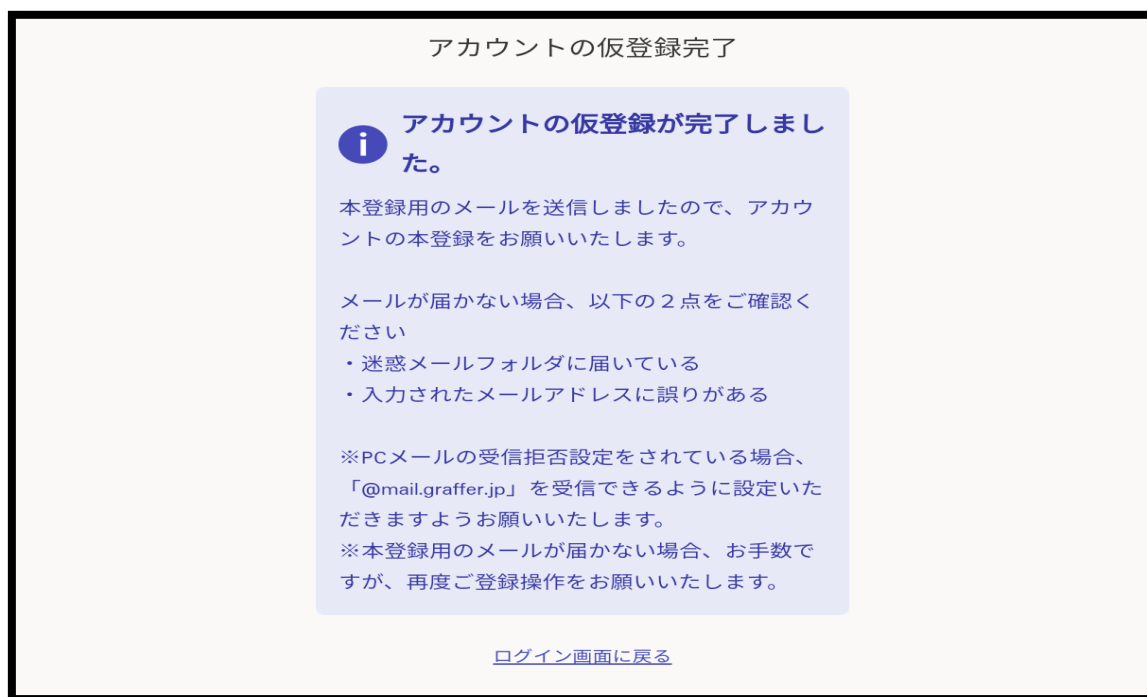 アカウントの仮登録完了
i
アカウントの仮登録が完了しまし
た。
本登録用のメールを送信しましたので、アカウ
ントの本登録をお願いいたします。
メールが届かない場合、以下の２点をご確認く
ださい
・迷惑メールフォルダに届いている
・入力されたメールアドレスに誤りがある
※PCメールの受信拒否設定をされている場合、
「@mail.graffer.jp」を受信できるように設定いた
だきますようお願いいたします。
※本登録用のメールが届かない場合、お手数で
すが、再度ご登録操作をお願いいたします。
ログイン画面に戻る